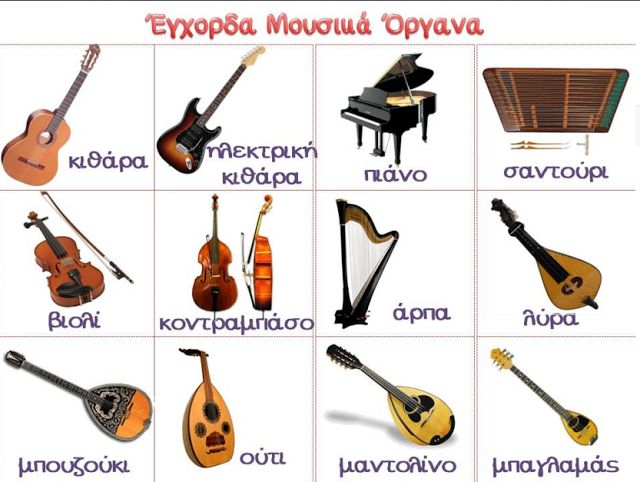 Έγχορδα Μουσικά Όργανα
κιθάρα
ηλεκτρική
κιθάρα
πιάνο
σαντούρι
βιολί
κοντραμπάσο
άρπα
λύρα
μπουζούκι
ούτι
μαντολίνο
μπαγλαμάς